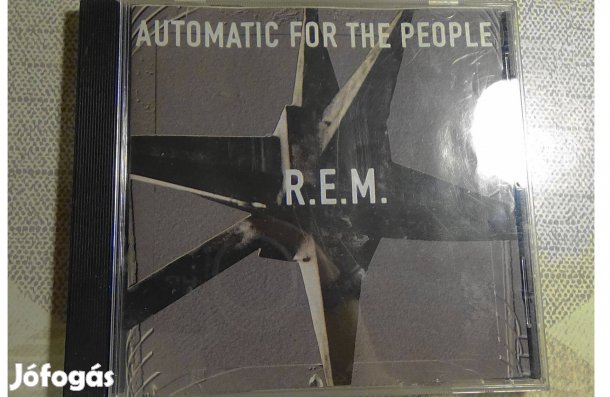 AUTOMATIC FOR THE PEOPLE
R.E.M.
Jófogás